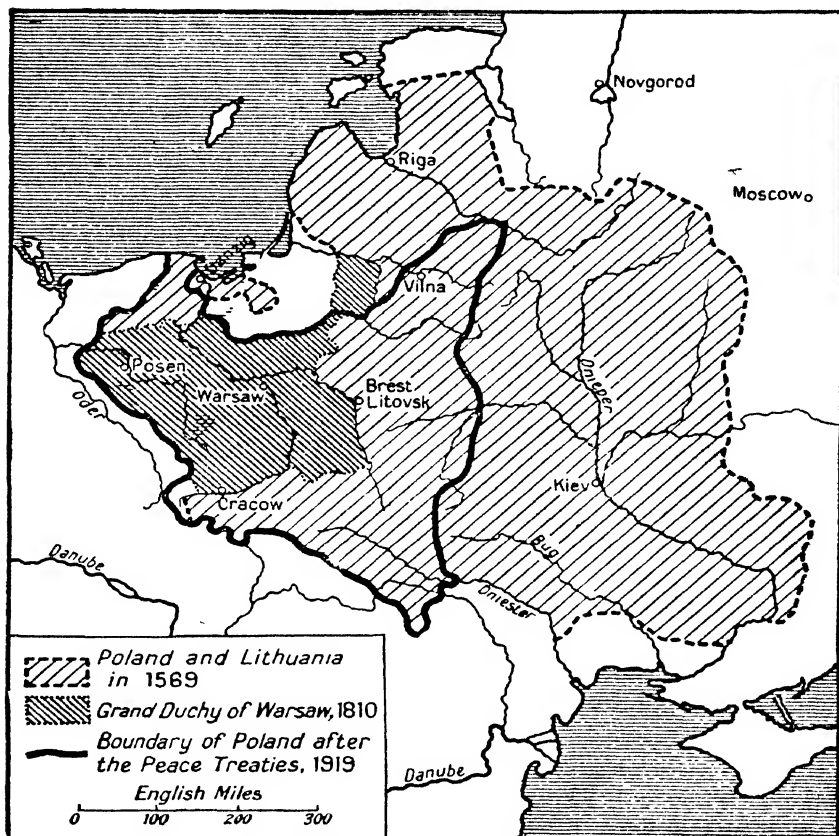 Novgorod
Riga
Moscow
Danzig
Vilna
Posen
Warsaw
Brest
Litovsk
Oder
Dnieper
Kiev
Cracow
Bug
Danube
Dniester
Poland and Lithuania
in 1569
Grand Duchy of Warsaw, 1810
Boundary of Poland after
the Peace Treaties, 1919
English Miles
0 100 200 300
Danube